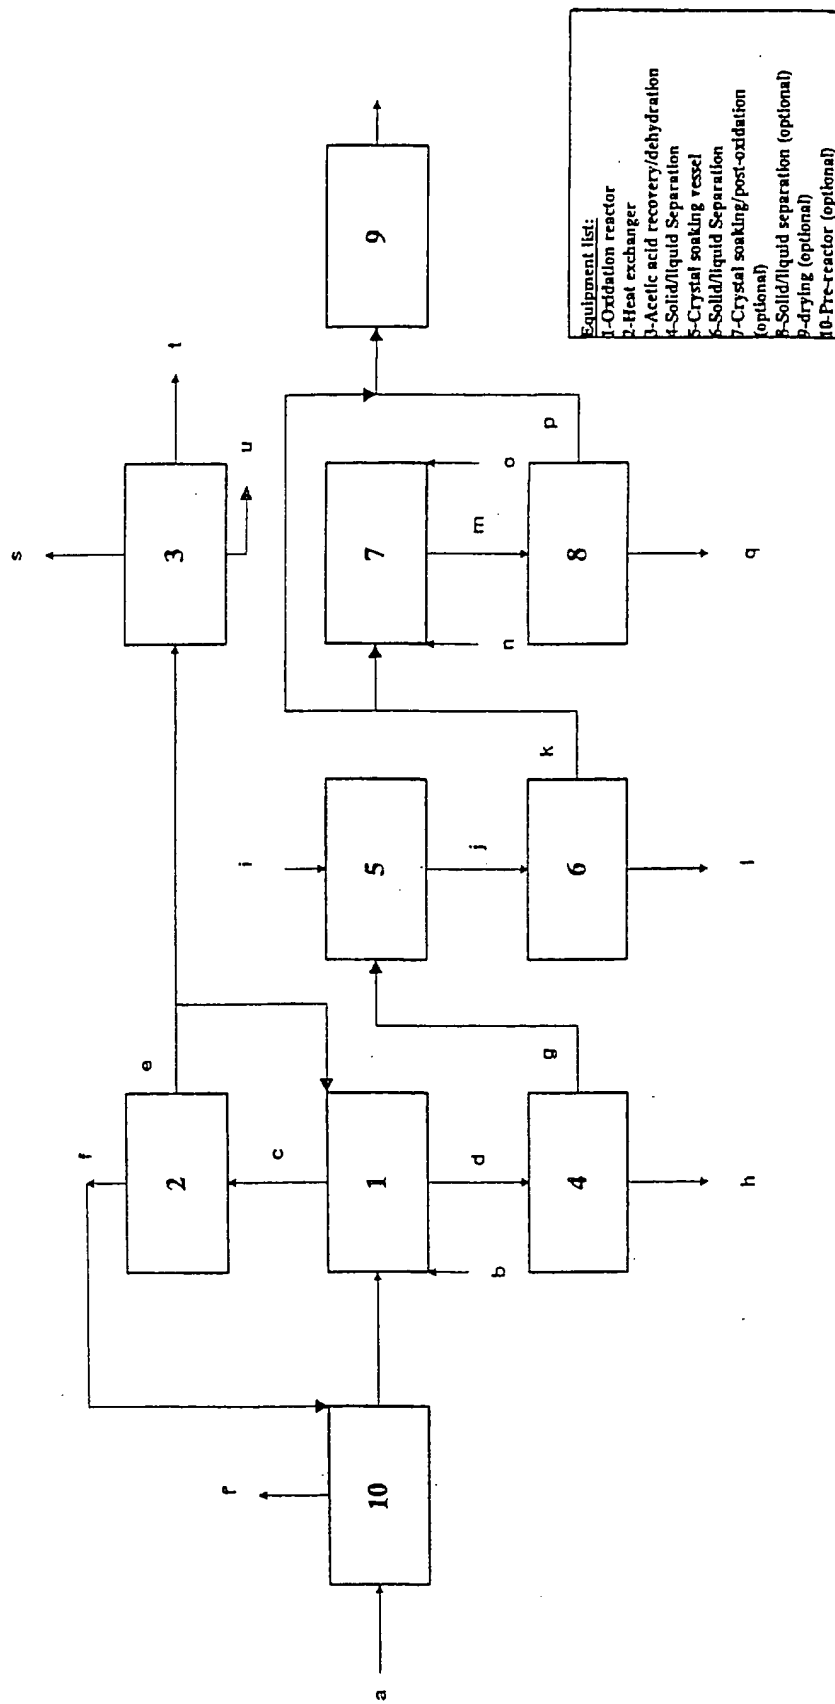 s
f
e
t
2
3
r
i
u
c
a
10
1
5
7
9
d
j
m
b
n
o
g
k
p
4
6
8
h
l
q
Equipment list:
1-Oxidation reactor
2-Heat exchanger
3-Acetic acid recovery/dehydration
4-Solid/liquid Separation
5-Crystal soaking vessel
6-Solid/liquid Separation
7-Crystal soaking/post-oxidation
(optional)
8-Solid/liquid separation (optional)
9-drying (optional)
10-Pre-reactor (optional)